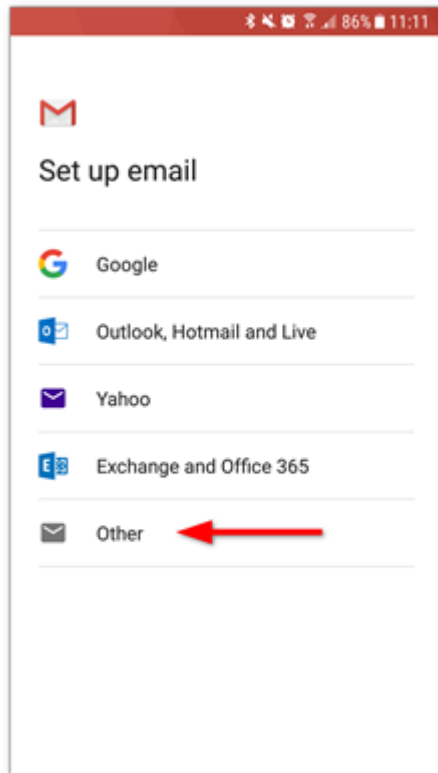 86% 11:11
Set up email
Google
Outlook, Hotmail and Live
Yahoo
Exchange and Office 365
Other